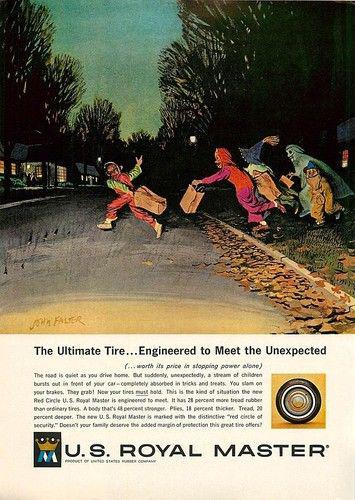 JOHN FALTER
The Ultimate Tire...Engineered to Meet the Unexpected
(...worth its price in stopping power alone)
The road is quiet as you drive home. But suddenly, unexpectedly, a stream of children
bursts out in front of your car—completely absorbed in tricks and treats. You slam on
your brakes. They grab! Now your tires must hold. This is the kind of situation the new
Red Circle U.S. Royal Master is engineered to meet. It has 28 percent more tread rubber
than ordinary tires. A body that's 48 percent stronger. Plies, 18 percent thicker. Tread, 20
percent deeper. The new U.S. Royal Master is marked with the distinctive "red circle of
security." Doesn't your family deserve the added margin of protection this great tire offers?
U.S. ROYAL MASTER®
PRODUCT OF UNITED STATES RUBBER COMPANY